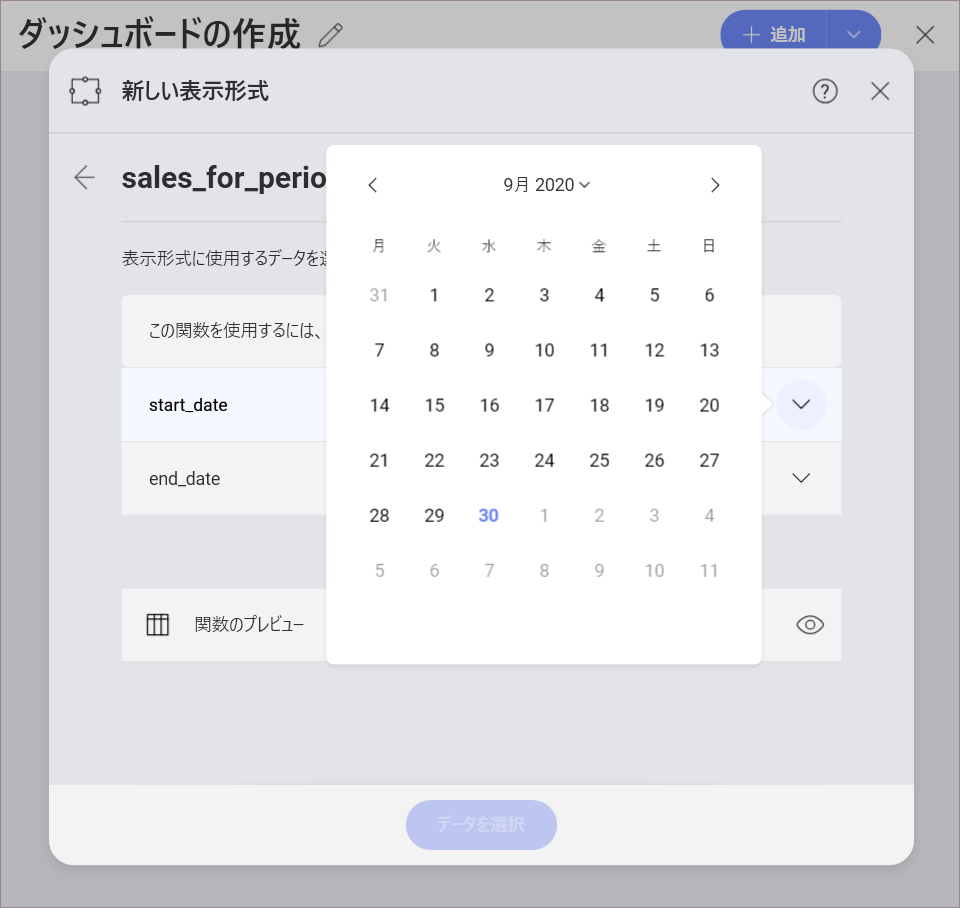 ダッシュボードの作成
追加
新しい表示形式
sales_for_perio
9月 2020
表示形式に使用するデータを
月 火 水 木 金 土 日
31 1 2 3 4 5 6
この関数を使用するには、
7 8 9 10 11 12 13
start_date
14 15 16 17 18 19 20
end_date
21 22 23 24 25 26 27
28 29 30 1 2 3 4
5 6 7 8 9 10 11
関数のプレビュー
データを選択